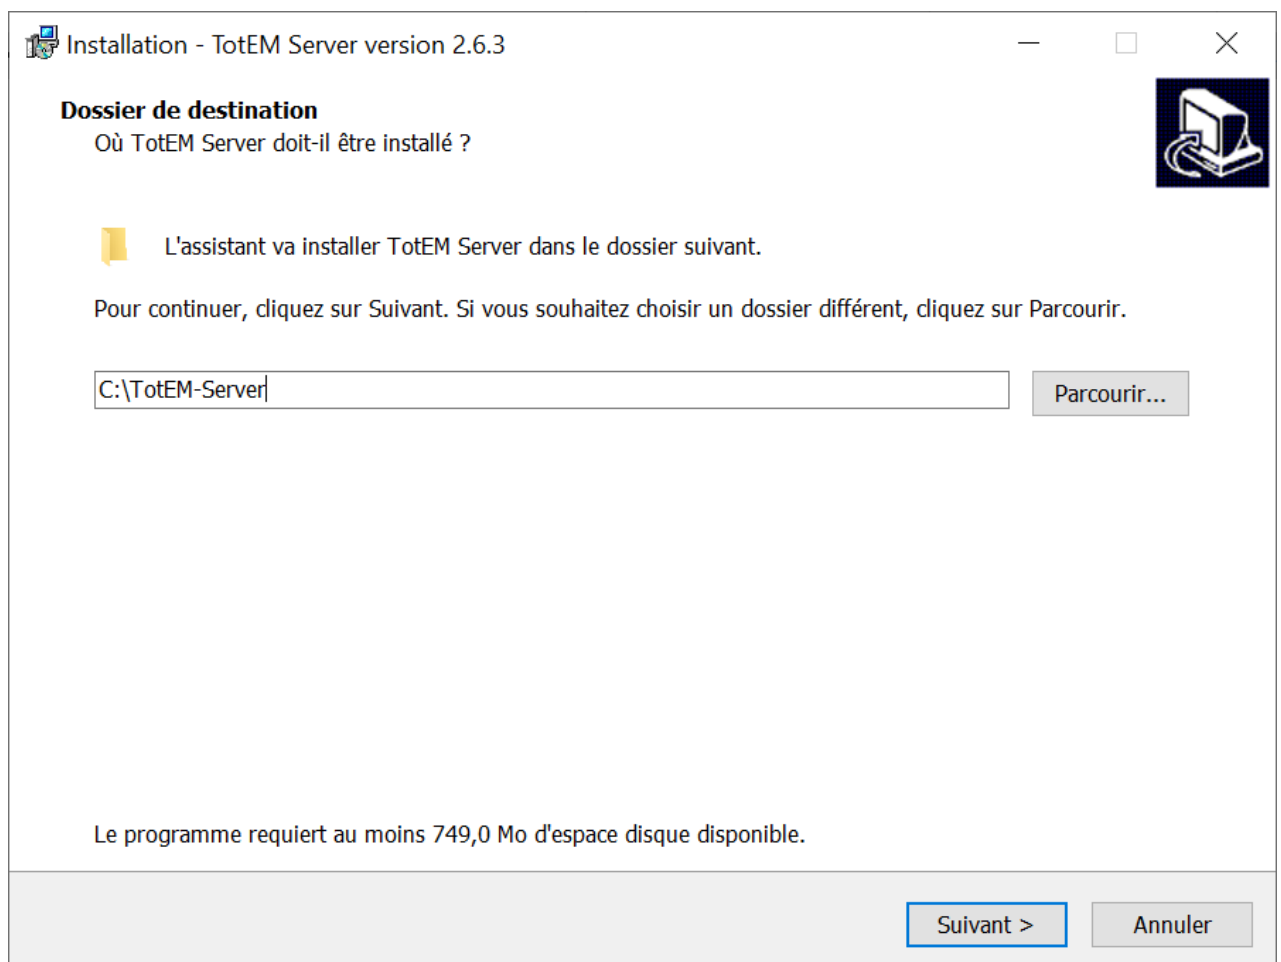 Installation - TotEM Server version 2.6.3
Dossier de destination
Où TotEM Server doit-il être installé ?
L'assistant va installer TotEM Server dans le dossier suivant.
Pour continuer, cliquez sur Suivant. Si vous souhaitez choisir un dossier différent, cliquez sur Parcourir.
C:\TotEM-Server
Parcourir...
Le programme requiert au moins 749,0 Mo d'espace disque disponible.
Suivant >
Annuler